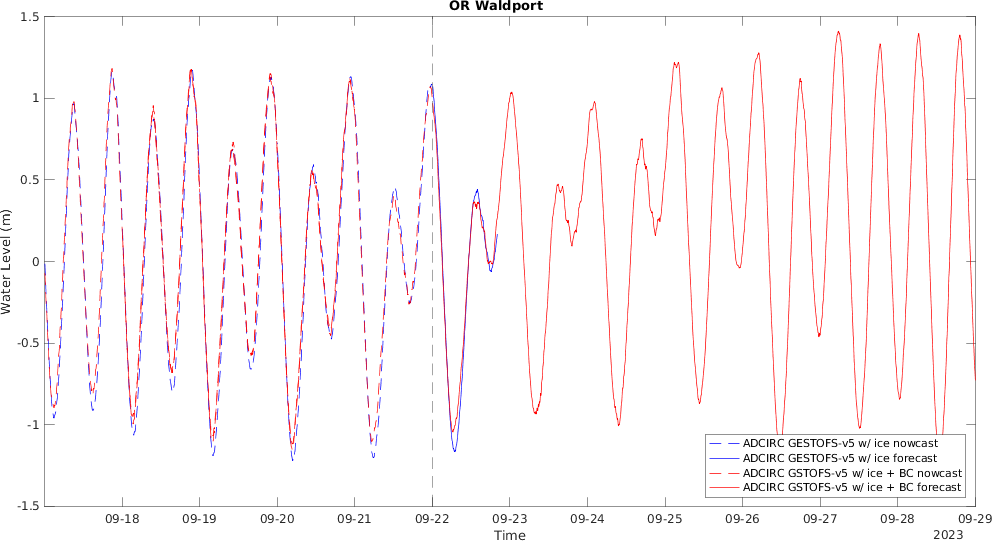 OR Waldport
1.5
1
0.5
0
-0.5
-1
-1.5
Water Level (m)
09-18
09-19
09-20
09-21
09-22
09-23
09-24
09-25
09-26
09-27
09-28
09-29
Time
2023
ADCIRC GESTOFS-v5 w/ ice nowcast
ADCIRC GESTOFS-v5 w/ ice forecast
ADCIRC GSTOFS-v5 w/ ice + BC nowcast
ADCIRC GSTOFS-v5 w/ ice + BC forecast